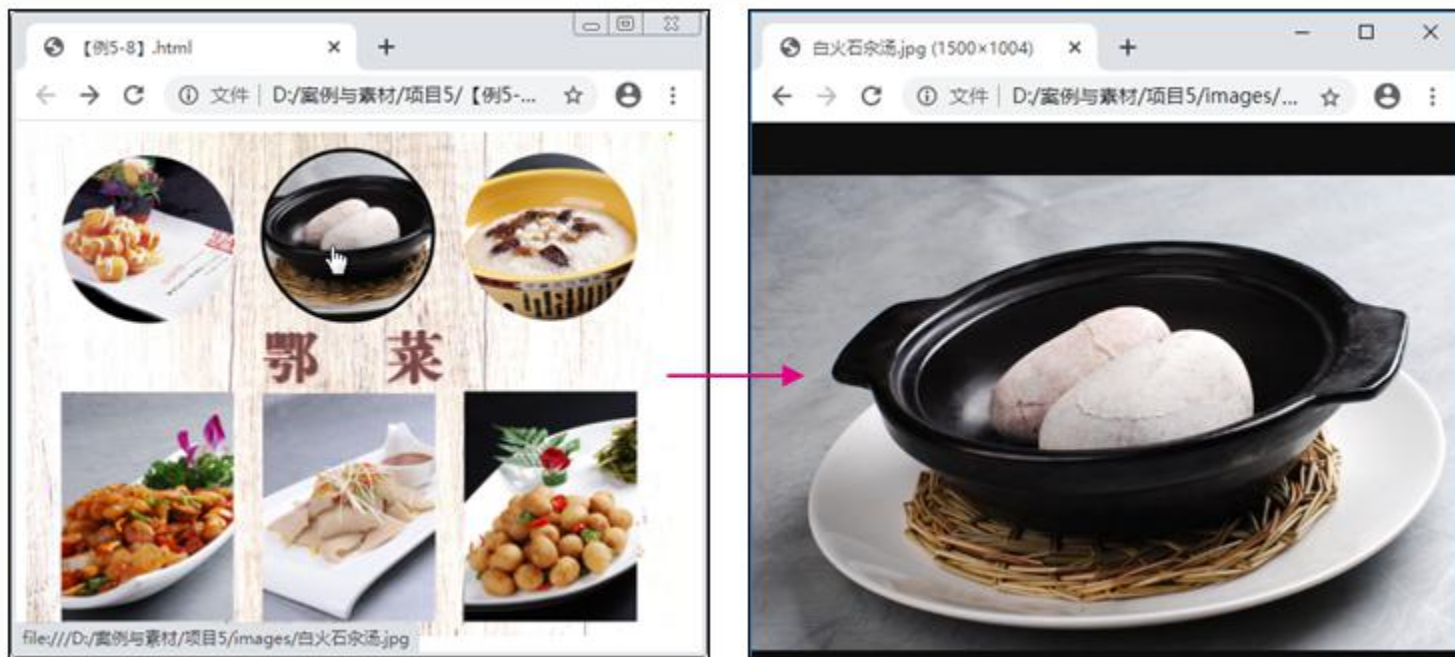 【例5-8】.html
文件 | D:/案例与素材/项目5/【例5-...
鄂 菜
file:///D:/案例与素材/项目5/images/白火石氽汤.jpg
白火石氽汤.jpg (1500×1004)
文件 | D:/案例与素材/项目5/images/...